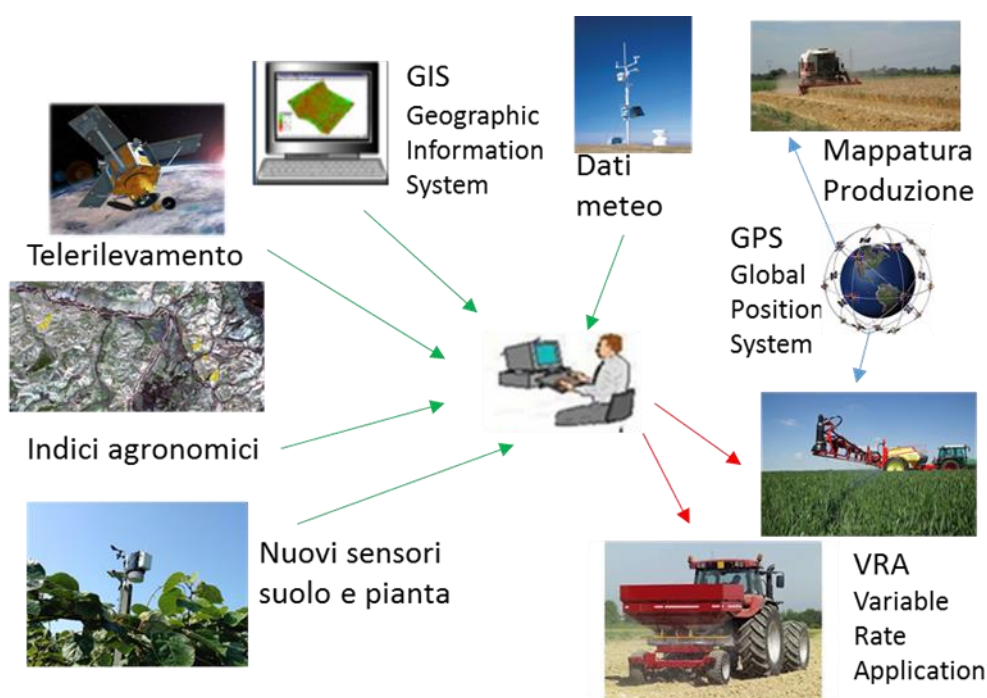 GIS
Geographic
Information
System
Dati
meteo
Mappatura
Produzione
Telerilevamento
GPS
Global
Position
System
Indici agronomici
Nuovi sensori
suolo e pianta
VRA
Variable
Rate
Application